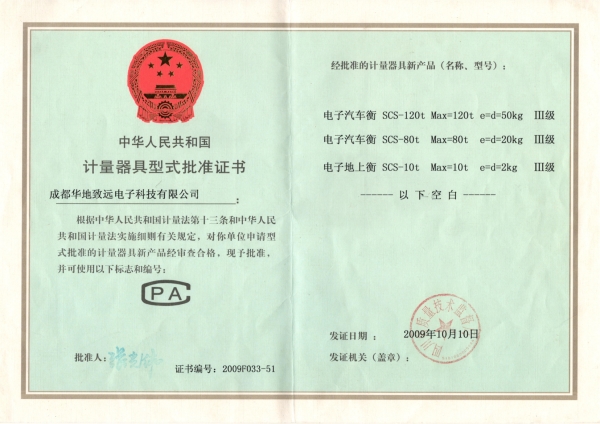 中华人民共和国
计量器具型式批准证书
成都华地致远电子科技有限公司：
根据中华人民共和国计量法第十三条和中华人民
共和国计量法实施细则有关规定，对你单位申请型
式批准的计量器具新产品经审查合格，现予批准，
并可使用以下标志和编号：
CPA
批准人：
证书编号：2009F033-51
经批准的计量器具新产品（名称、型号）：
电子汽车衡 SCS-120t Max=120t e=d=50kg Ⅲ级
电子汽车衡 SCS-80t Max=80t e=d=20kg Ⅲ级
电子地上衡 SCS-10t Max=10t e=d=2kg Ⅲ级
------ 以下空白 ------
质量技术监督
发证日期：2009年10月10日
发证机关（盖章）：